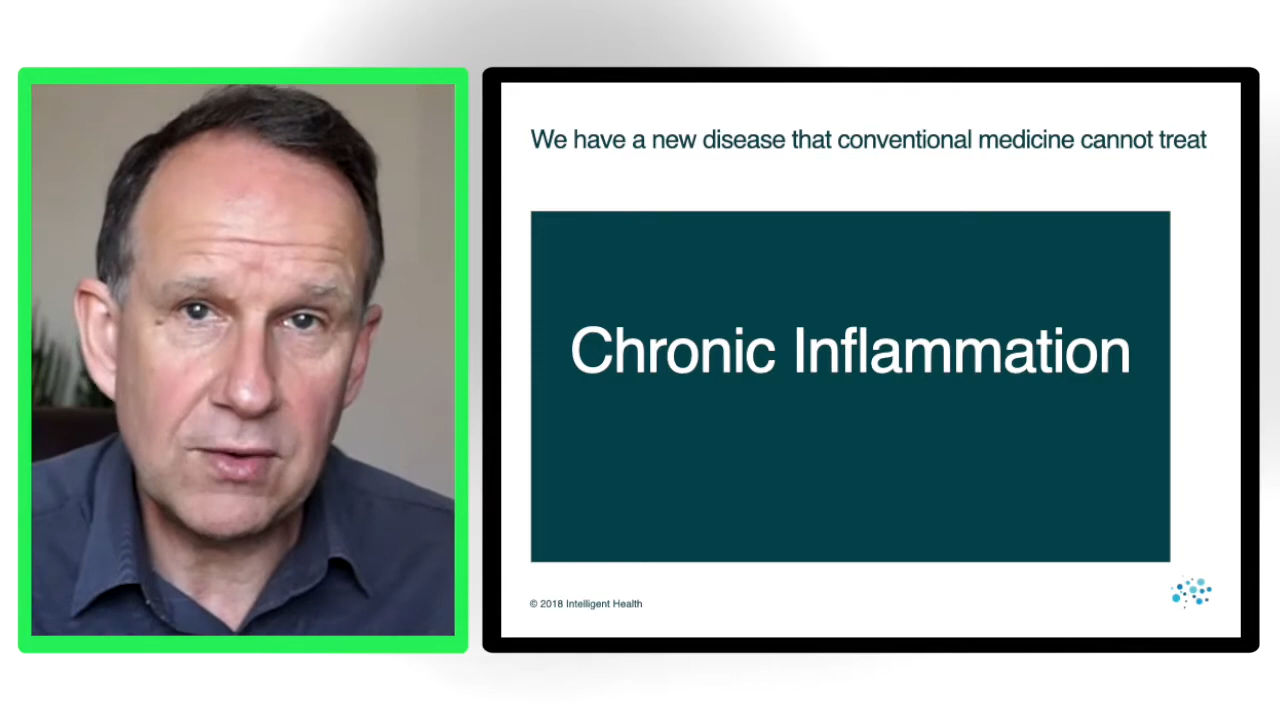 We have a new disease that conventional medicine cannot treat
Chronic Inflammation
© 2018 Intelligent Health